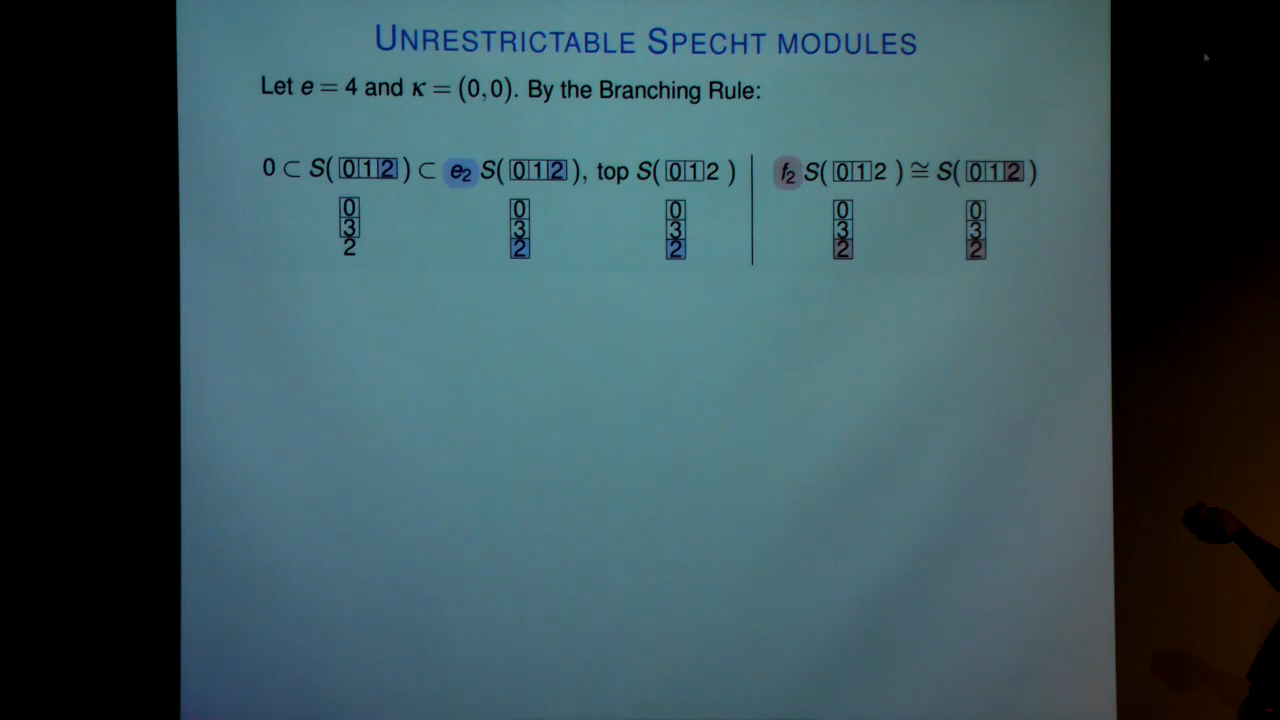 UNRESTRICTABLE SPECHT MODULES
Let e = 4 and κ = (0,0). By the Branching Rule:
0 ⊂ S( 0 1 2 ) ⊂ e₂ S( 0 1 2 ), top S( 0 1 2 ) | f₂ S( 0 1 2 ) ≅ S( 0 1 2 )
0 0 0 0 0
3 3 3 3 3
2 2 2 2 2